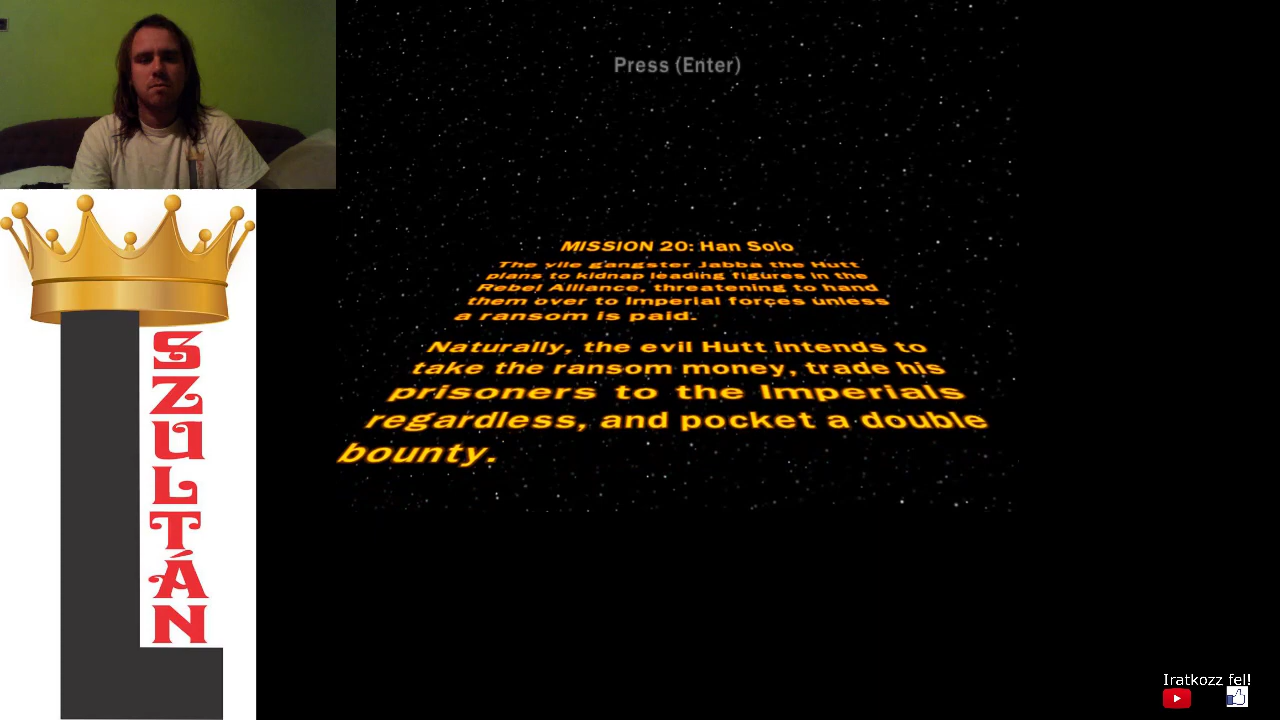 Press (Enter)
MISSION 20: Han Solo
The vile gangster Jabba the Hutt
plans to kidnap leading figures in the
Rebel Alliance, threatening to hand
them over to Imperial forces unless
a ransom is paid.
Naturally, the evil Hutt intends to
take the ransom money, trade his
prisoners to the Imperials
regardless, and pocket a double
bounty.
L
SZULTÁN
Iratkozz fel!